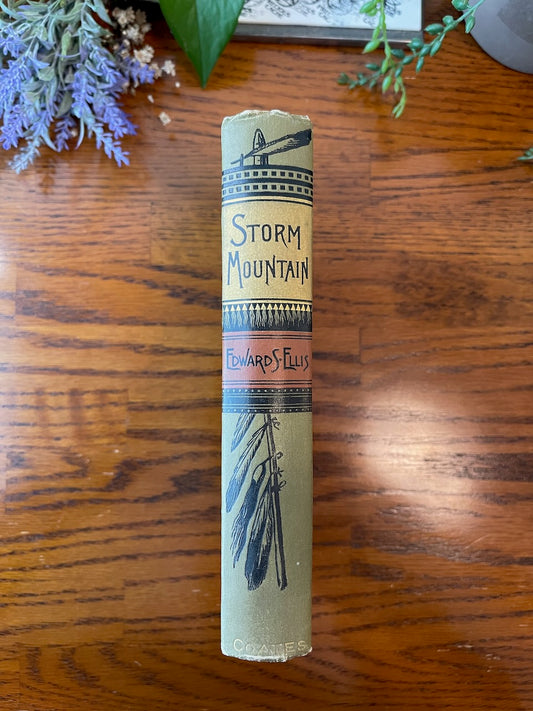 STORM
MOUNTAIN
EDWARD S. ELLIS
COATES